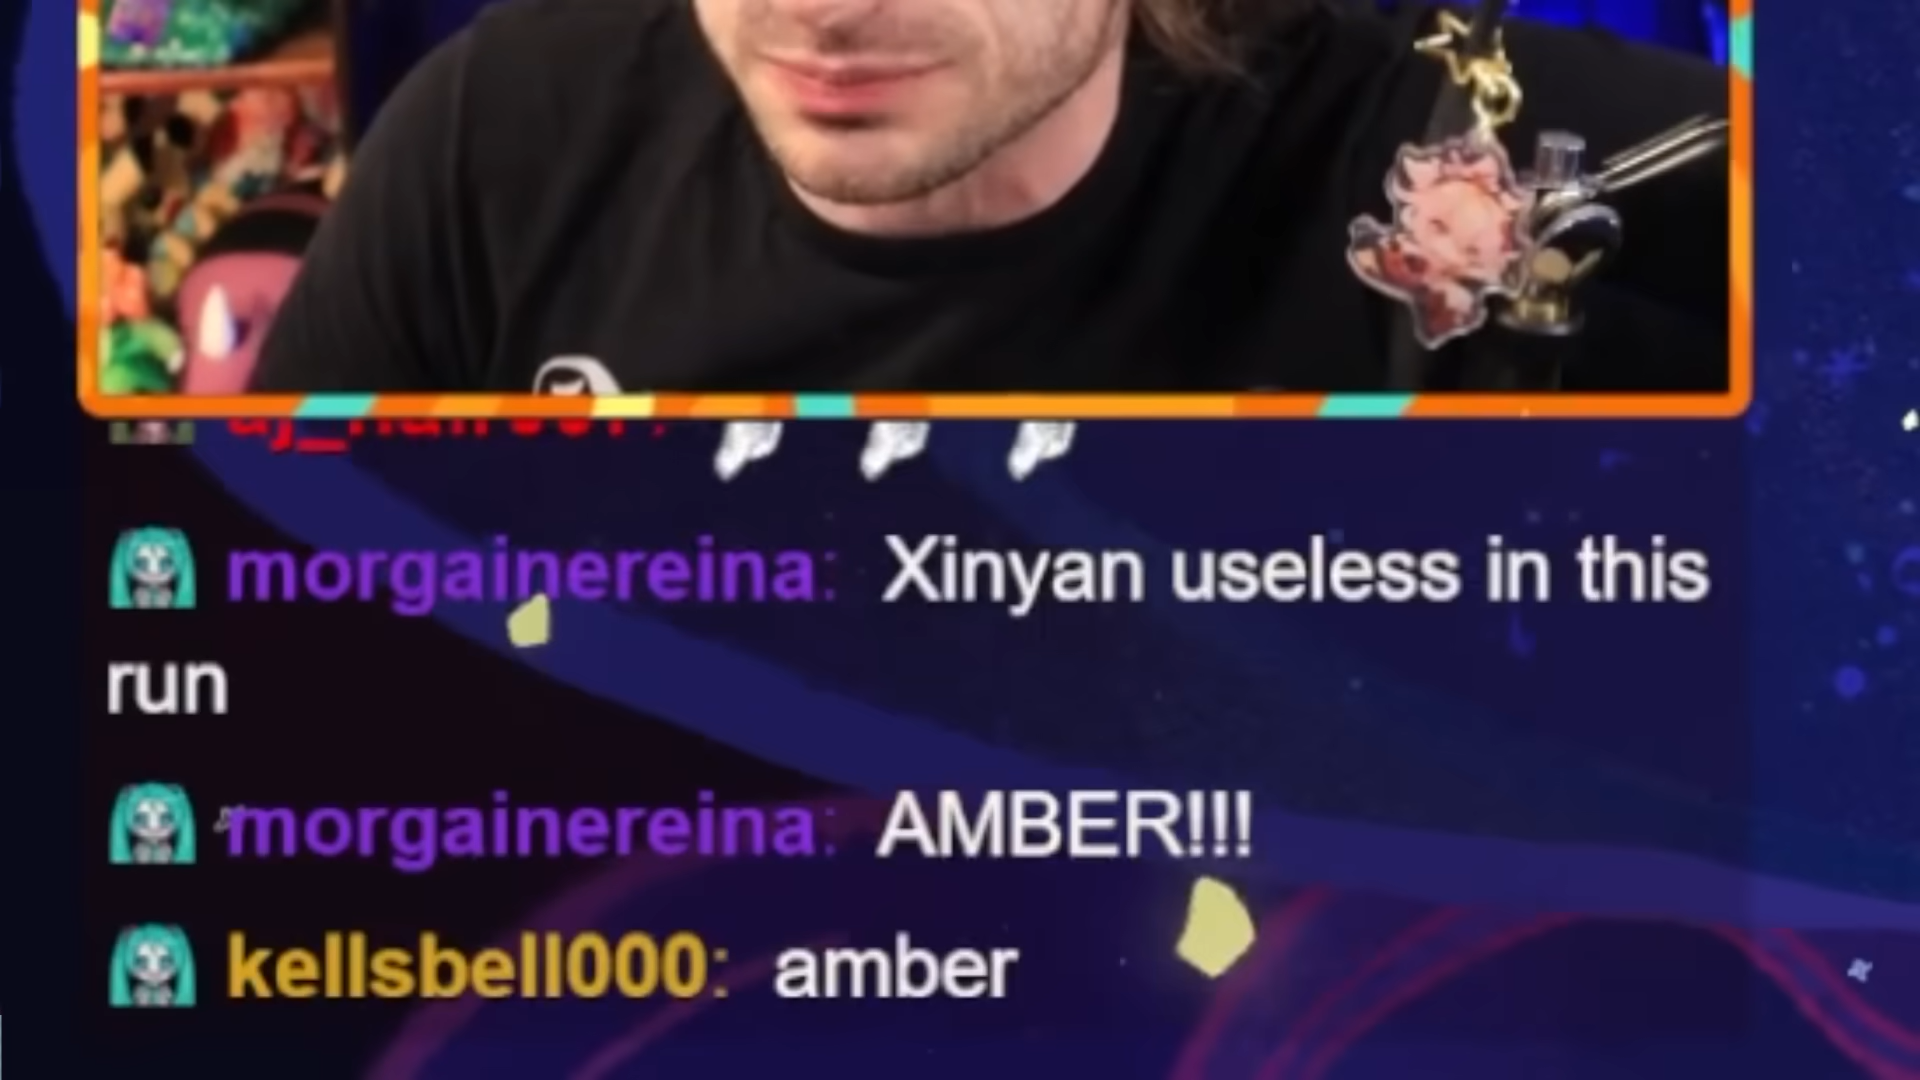 morgainereina: Xinyan useless in this
run
morgainereina: AMBER!!!
kellsbell000: amber